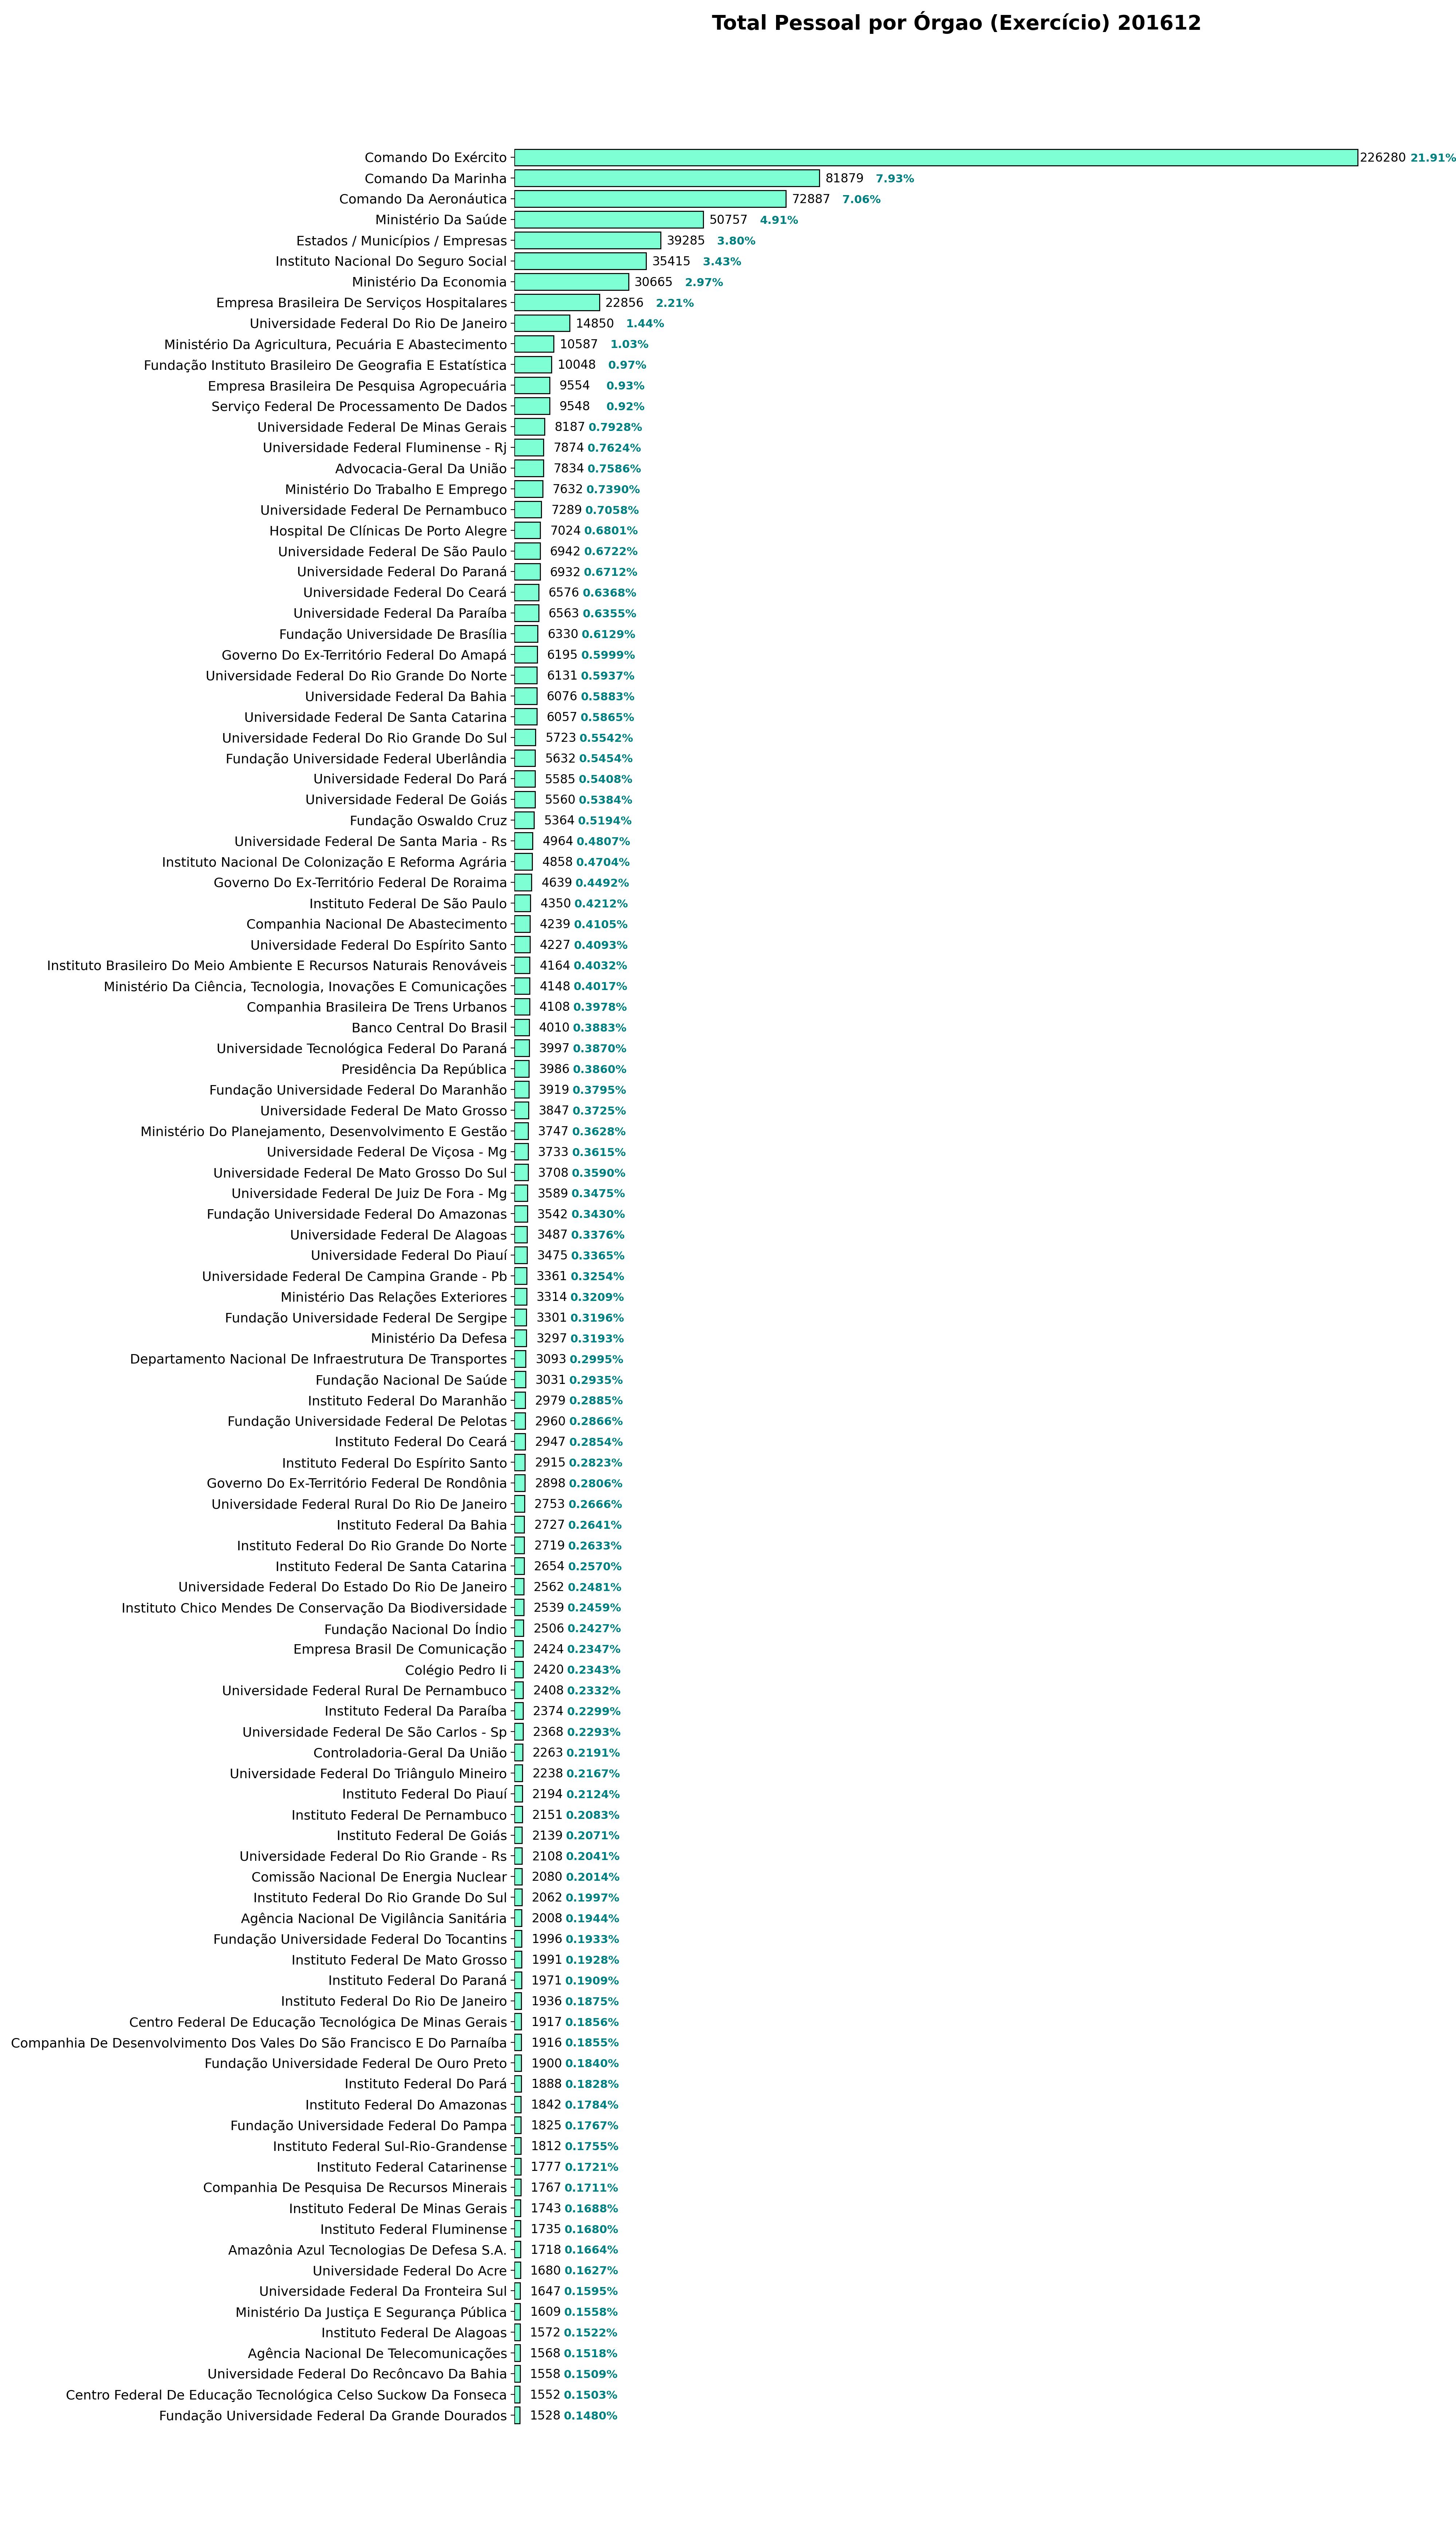 Total Pessoal por Órgao (Exercício) 201612
Comando Do Exército 226280 21.91%
Comando Da Marinha 81879 7.93%
Comando Da Aeronáutica 72887 7.06%
Ministério Da Saúde 50757 4.91%
Estados / Municípios / Empresas 39285 3.80%
Instituto Nacional Do Seguro Social 35415 3.43%
Ministério Da Economia 30665 2.97%
Empresa Brasileira De Serviços Hospitalares 22856 2.21%
Universidade Federal Do Rio De Janeiro 14850 1.44%
Ministério Da Agricultura, Pecuária E Abastecimento 10587 1.03%
Fundação Instituto Brasileiro De Geografia E Estatística 10048 0.97%
Empresa Brasileira De Pesquisa Agropecuária 9554 0.93%
Serviço Federal De Processamento De Dados 9548 0.92%
Universidade Federal De Minas Gerais 8187 0.7928%
Universidade Federal Fluminense - Rj 7874 0.7624%
Advocacia-Geral Da União 7834 0.7586%
Ministério Do Trabalho E Emprego 7632 0.7390%
Universidade Federal De Pernambuco 7289 0.7058%
Hospital De Clínicas De Porto Alegre 7024 0.6801%
Universidade Federal De São Paulo 6942 0.6722%
Universidade Federal Do Paraná 6932 0.6712%
Universidade Federal Do Ceará 6576 0.6368%
Universidade Federal Da Paraíba 6563 0.6355%
Fundação Universidade De Brasília 6330 0.6129%
Governo Do Ex-Território Federal Do Amapá 6195 0.5999%
Universidade Federal Do Rio Grande Do Norte 6131 0.5937%
Universidade Federal Da Bahia 6076 0.5883%
Universidade Federal De Santa Catarina 6057 0.5865%
Universidade Federal Do Rio Grande Do Sul 5723 0.5542%
Fundação Universidade Federal Uberlândia 5632 0.5454%
Universidade Federal Do Pará 5585 0.5408%
Universidade Federal De Goiás 5560 0.5384%
Fundação Oswaldo Cruz 5364 0.5194%
Universidade Federal De Santa Maria - Rs 4964 0.4807%
Instituto Nacional De Colonização E Reforma Agrária 4858 0.4704%
Governo Do Ex-Território Federal De Roraima 4639 0.4492%
Instituto Federal De São Paulo 4350 0.4212%
Companhia Nacional De Abastecimento 4239 0.4105%
Universidade Federal Do Espírito Santo 4227 0.4093%
Instituto Brasileiro Do Meio Ambiente E Recursos Naturais Renováveis 4164 0.4032%
Ministério Da Ciência, Tecnologia, Inovações E Comunicações 4148 0.4017%
Companhia Brasileira De Trens Urbanos 4108 0.3978%
Banco Central Do Brasil 4010 0.3883%
Universidade Tecnológica Federal Do Paraná 3997 0.3870%
Presidência Da República 3986 0.3860%
Fundação Universidade Federal Do Maranhão 3919 0.3795%
Universidade Federal De Mato Grosso 3847 0.3725%
Ministério Do Planejamento, Desenvolvimento E Gestão 3747 0.3628%
Universidade Federal De Viçosa - Mg 3733 0.3615%
Universidade Federal De Mato Grosso Do Sul 3708 0.3590%
Universidade Federal De Juiz De Fora - Mg 3589 0.3475%
Fundação Universidade Federal Do Amazonas 3542 0.3430%
Universidade Federal De Alagoas 3487 0.3376%
Universidade Federal Do Piauí 3475 0.3365%
Universidade Federal De Campina Grande - Pb 3361 0.3254%
Ministério Das Relações Exteriores 3314 0.3209%
Fundação Universidade Federal De Sergipe 3301 0.3196%
Ministério Da Defesa 3297 0.3193%
Departamento Nacional De Infraestrutura De Transportes 3093 0.2995%
Fundação Nacional De Saúde 3031 0.2935%
Instituto Federal Do Maranhão 2979 0.2885%
Fundação Universidade Federal De Pelotas 2960 0.2866%
Instituto Federal Do Ceará 2947 0.2854%
Instituto Federal Do Espírito Santo 2915 0.2823%
Governo Do Ex-Território Federal De Rondônia 2898 0.2806%
Universidade Federal Rural Do Rio De Janeiro 2753 0.2666%
Instituto Federal Da Bahia 2727 0.2641%
Instituto Federal Do Rio Grande Do Norte 2719 0.2633%
Instituto Federal De Santa Catarina 2654 0.2570%
Universidade Federal Do Estado Do Rio De Janeiro 2562 0.2481%
Instituto Chico Mendes De Conservação Da Biodiversidade 2539 0.2459%
Fundação Nacional Do Índio 2506 0.2427%
Empresa Brasil De Comunicação 2424 0.2347%
Colégio Pedro Ii 2420 0.2343%
Universidade Federal Rural De Pernambuco 2408 0.2332%
Instituto Federal Da Paraíba 2374 0.2299%
Universidade Federal De São Carlos - Sp 2368 0.2293%
Controladoria-Geral Da União 2263 0.2191%
Universidade Federal Do Triângulo Mineiro 2238 0.2167%
Instituto Federal Do Piauí 2194 0.2124%
Instituto Federal De Pernambuco 2151 0.2083%
Instituto Federal De Goiás 2139 0.2071%
Universidade Federal Do Rio Grande - Rs 2108 0.2041%
Comissão Nacional De Energia Nuclear 2080 0.2014%
Instituto Federal Do Rio Grande Do Sul 2062 0.1997%
Agência Nacional De Vigilância Sanitária 2008 0.1944%
Fundação Universidade Federal Do Tocantins 1996 0.1933%
Instituto Federal De Mato Grosso 1991 0.1928%
Instituto Federal Do Paraná 1971 0.1909%
Instituto Federal Do Rio De Janeiro 1936 0.1875%
Centro Federal De Educação Tecnológica De Minas Gerais 1917 0.1856%
Companhia De Desenvolvimento Dos Vales Do São Francisco E Do Parnaíba 1916 0.1855%
Fundação Universidade Federal De Ouro Preto 1900 0.1840%
Instituto Federal Do Pará 1888 0.1828%
Instituto Federal Do Amazonas 1842 0.1784%
Fundação Universidade Federal Do Pampa 1825 0.1767%
Instituto Federal Sul-Rio-Grandense 1812 0.1755%
Instituto Federal Catarinense 1777 0.1721%
Companhia De Pesquisa De Recursos Minerais 1767 0.1711%
Instituto Federal De Minas Gerais 1743 0.1688%
Instituto Federal Fluminense 1735 0.1680%
Amazônia Azul Tecnologias De Defesa S.A. 1718 0.1664%
Universidade Federal Do Acre 1680 0.1627%
Universidade Federal Da Fronteira Sul 1647 0.1595%
Ministério Da Justiça E Segurança Pública 1609 0.1558%
Instituto Federal De Alagoas 1572 0.1522%
Agência Nacional De Telecomunicações 1568 0.1518%
Universidade Federal Do Recôncavo Da Bahia 1558 0.1509%
Centro Federal De Educação Tecnológica Celso Suckow Da Fonseca 1552 0.1503%
Fundação Universidade Federal Da Grande Dourados 1528 0.1480%